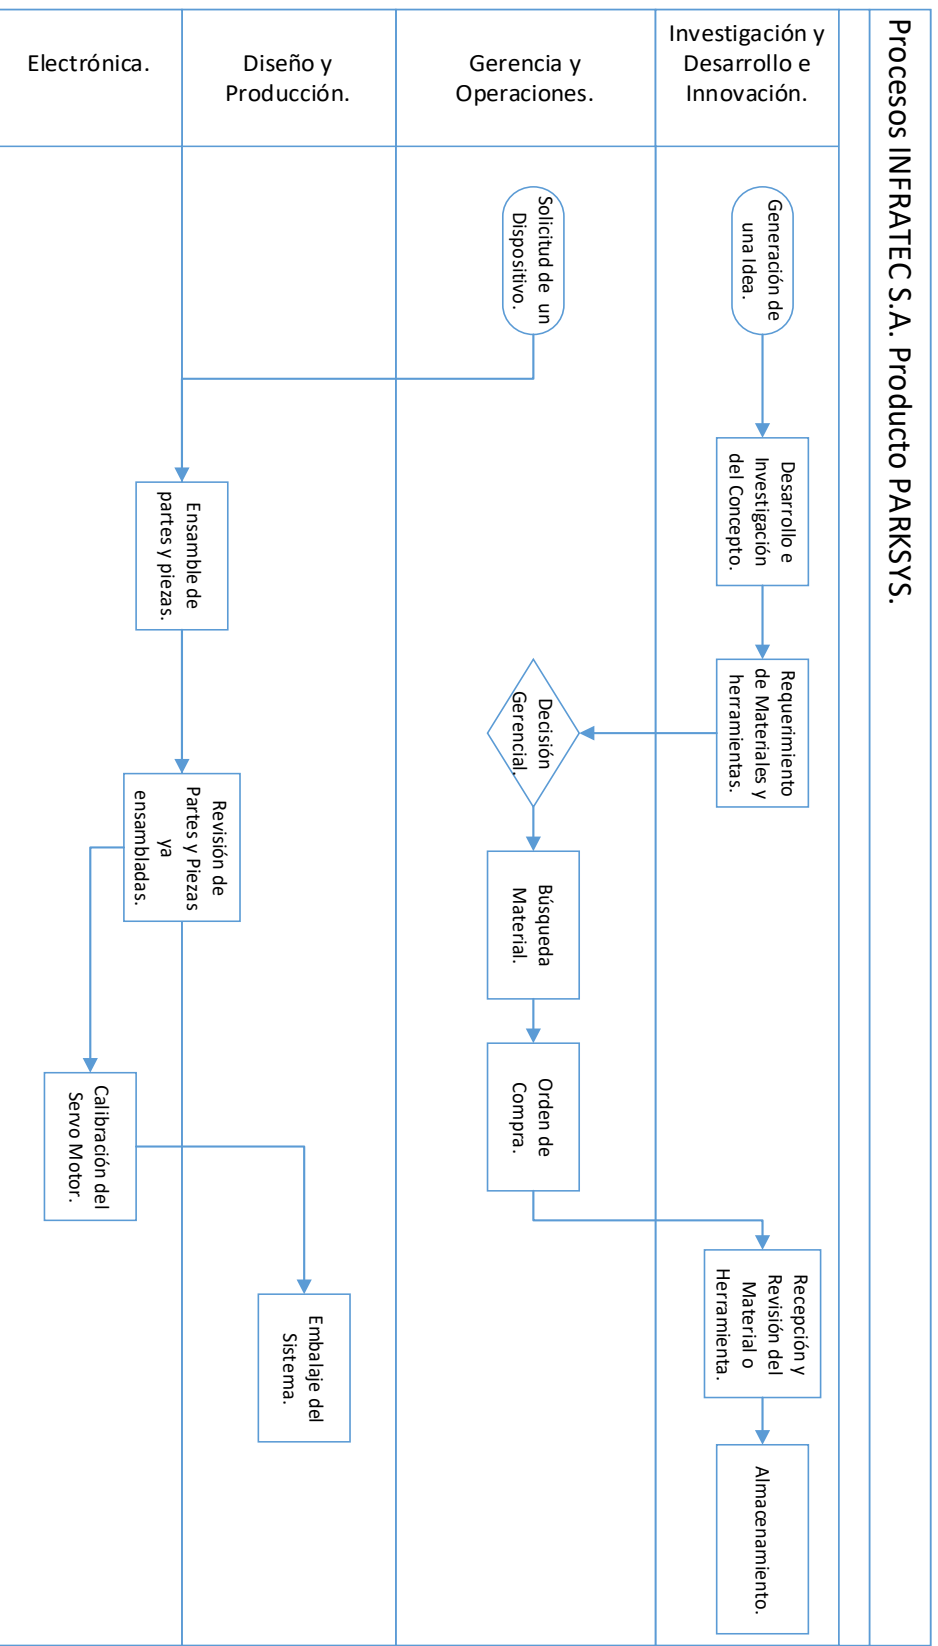 Procesos INFRATEC S.A. Producto PARKSYS.
Investigación y
Desarrollo e
Innovación.
Generación de
una Idea.
Desarrollo e
Investigación
del Concepto.
Requerimiento
de Materiales y
herramientas.
Recepción y
Revisión del
Material o
Herramienta.
Almacenamiento.
Gerencia y
Operaciones.
Solicitud de un
Dispositivo.
Decisión
Gerencial.
Búsqueda
Material.
Orden de
Compra.
Diseño y
Producción.
Ensamble de
partes y piezas.
Revisión de
Partes y Piezas
ya
ensambladas.
Embalaje del
Sistema.
Electrónica.
Calibración del
Servo Motor.